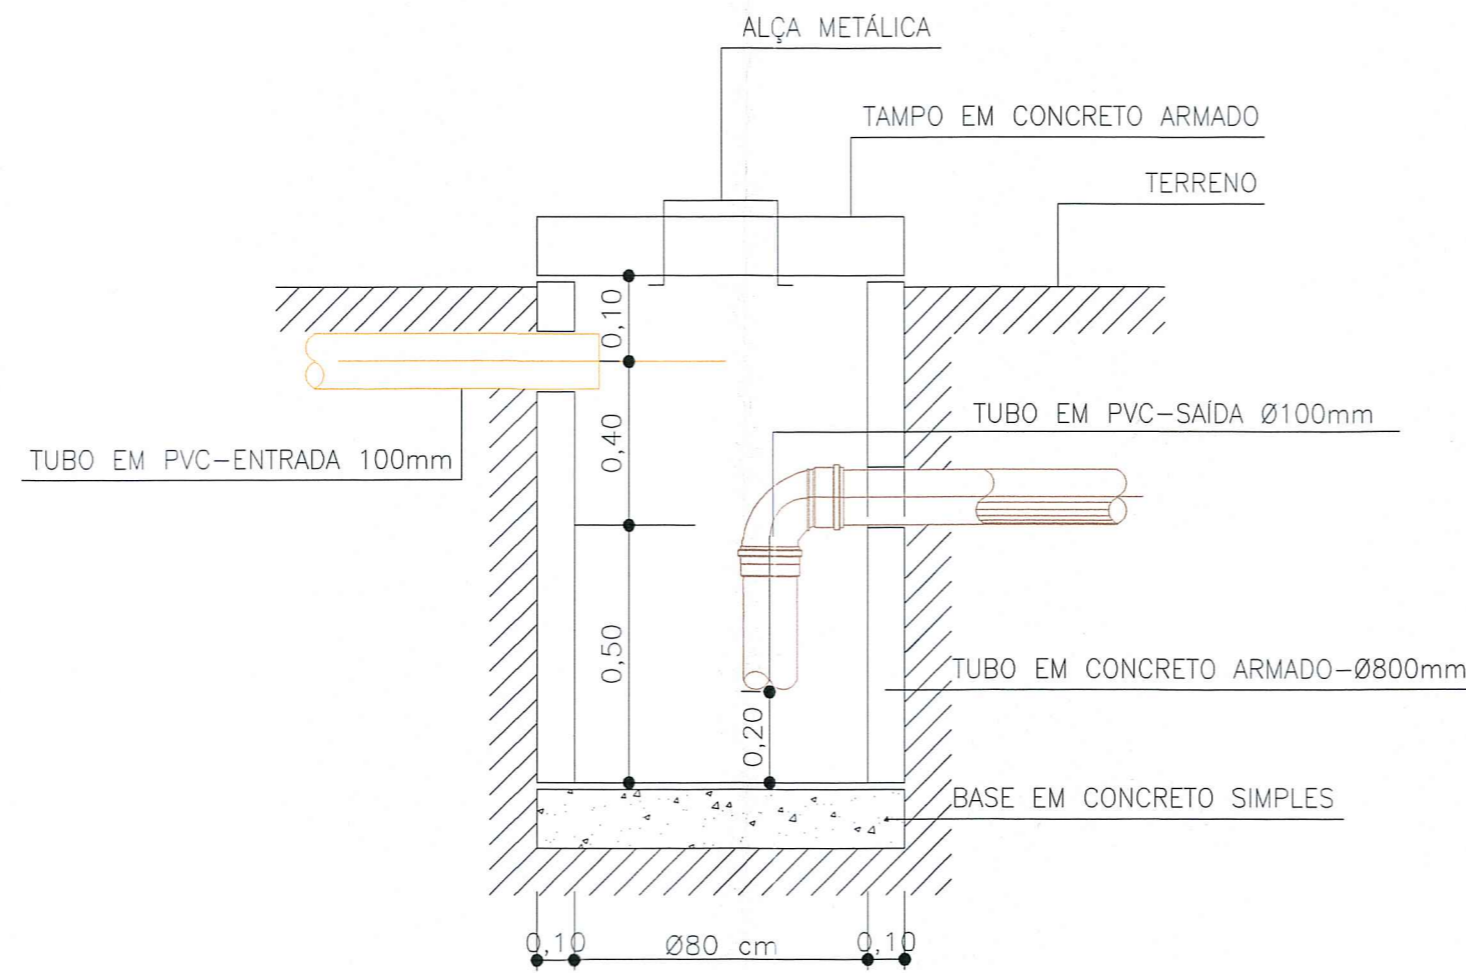 ALÇA METÁLICA
TAMPO EM CONCRETO ARMADO
TERRENO
0,10
TUBO EM PVC-SAÍDA Ø100mm
0,40
TUBO EM PVC-ENTRADA 100mm
0,50
TUBO EM CONCRETO ARMADO-Ø800mm
0,20
BASE EM CONCRETO SIMPLES
0,10
Ø80 cm
0,10